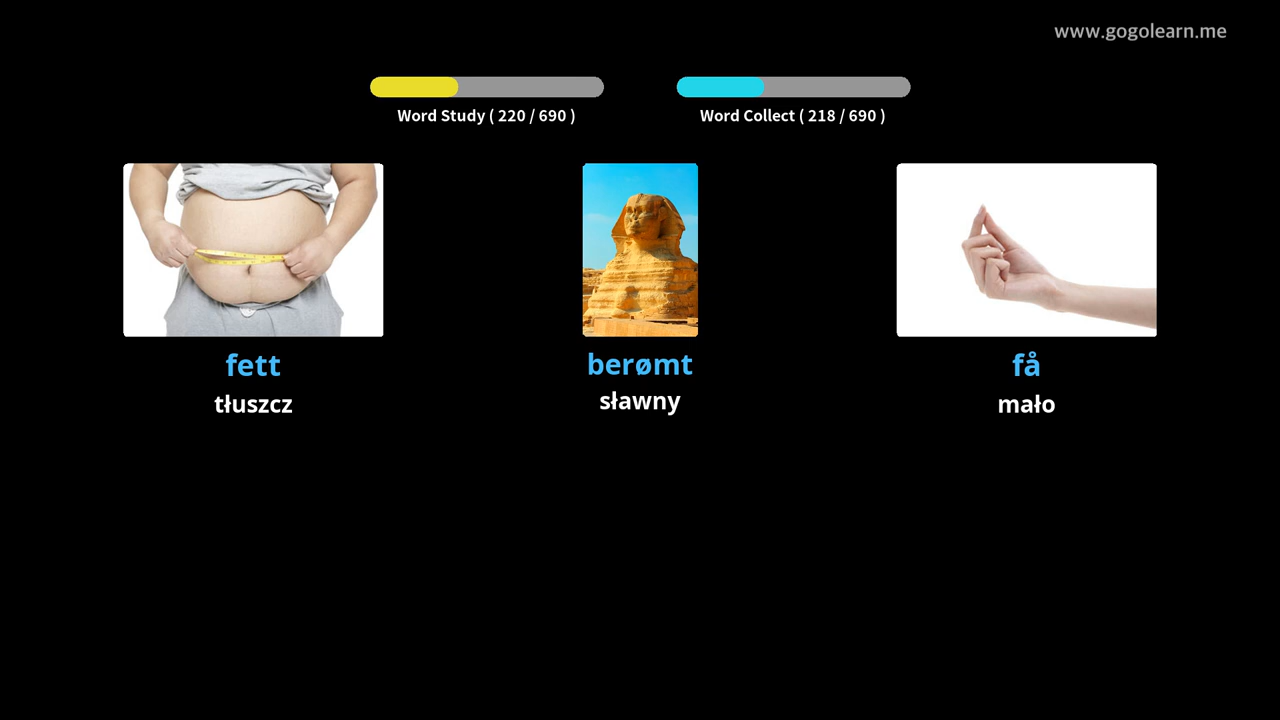 www.gogolearn.me
Word Study ( 220 / 690 )
Word Collect ( 218 / 690 )
fett
tłuszcz
berømt
sławny
få
mało